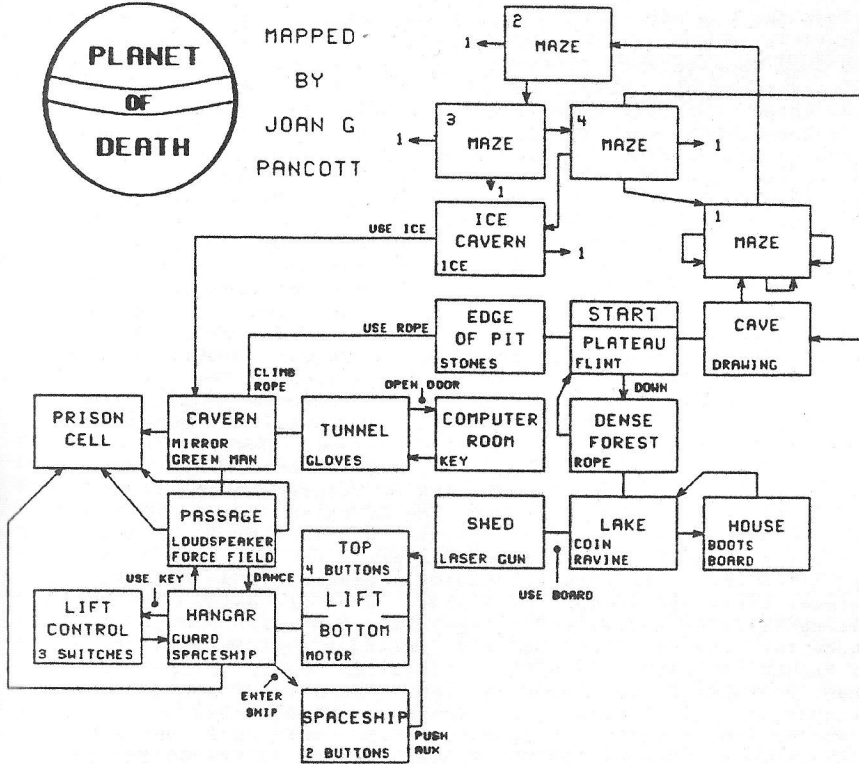 PLANET
OF
DEATH
MAPPED
BY
JOAN G
PANCOTT
2
MAZE
1
3
MAZE
1
1
4
MAZE
1
1
MAZE
ICE
CAVERN
ICE
1
USE ICE
EDGE
OF PIT
STONES
USE ROPE
START
PLATEAU
FLINT
CAVE
DRAWING
DOWN
CLIMB
ROPE
OPEN DOOR
PRISON
CELL
CAVERN
MIRROR
GREEN MAN
TUNNEL
GLOVES
COMPUTER
ROOM
KEY
DENSE
FOREST
ROPE
PASSAGE
LOUDSPEAKER
FORCE FIELD
TOP
4 BUTTONS
SHED
LASER GUN
LAKE
COIN
RAVINE
HOUSE
BOOTS
BOARD
USE KEY
DANCE
USE BOARD
LIFT
CONTROL
3 SWITCHES
HANGAR
GUARD
SPACESHIP
LIFT
BOTTOM
MOTOR
ENTER
SHIP
SPACESHIP
2 BUTTONS
PUSH
AUX